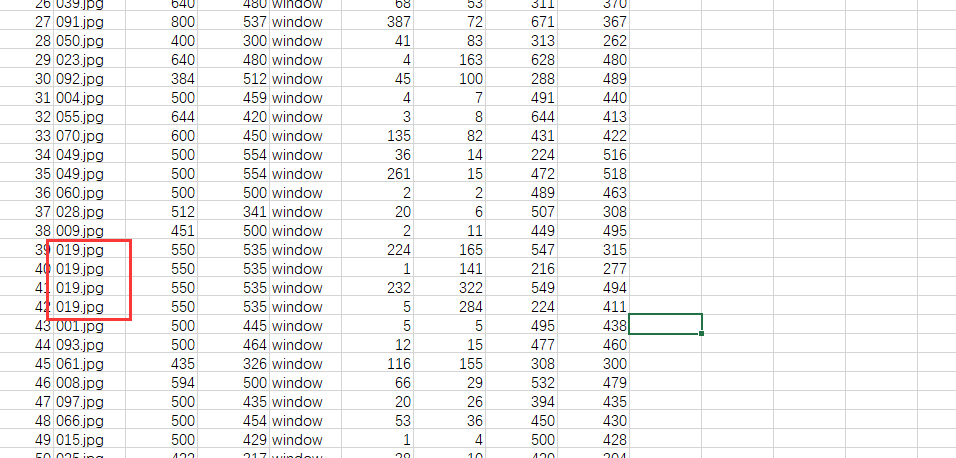 26 039.jpg 640 480 window 68 53 311 370
27 091.jpg 800 537 window 387 72 671 367
28 050.jpg 400 300 window 41 83 313 262
29 023.jpg 640 480 window 4 163 628 480
30 092.jpg 384 512 window 45 100 288 489
31 004.jpg 500 459 window 4 7 491 440
32 055.jpg 644 420 window 3 8 644 413
33 070.jpg 600 450 window 135 82 431 422
34 049.jpg 500 554 window 36 14 224 516
35 049.jpg 500 554 window 261 15 472 518
36 060.jpg 500 500 window 2 2 489 463
37 028.jpg 512 341 window 20 6 507 308
38 009.jpg 451 500 window 2 11 449 495
39 019.jpg 550 535 window 224 165 547 315
40 019.jpg 550 535 window 1 141 216 277
41 019.jpg 550 535 window 232 322 549 494
42 019.jpg 550 535 window 5 284 224 411
43 001.jpg 500 445 window 5 5 495 438
44 093.jpg 500 464 window 12 15 477 460
45 061.jpg 435 326 window 116 155 308 300
46 008.jpg 594 500 window 66 29 532 479
47 097.jpg 500 435 window 20 26 394 435
48 066.jpg 500 454 window 53 36 450 430
49 015.jpg 500 429 window 1 4 500 428